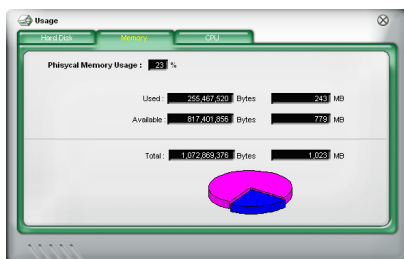 Usage
Hard Disk Memory CPU
Phisycal Memory Usage : 23 %
Used : 255,467,520 Bytes 243 MB
Available : 817,401,856 Bytes 779 MB
Total : 1,072,869,376 Bytes 1,023 MB